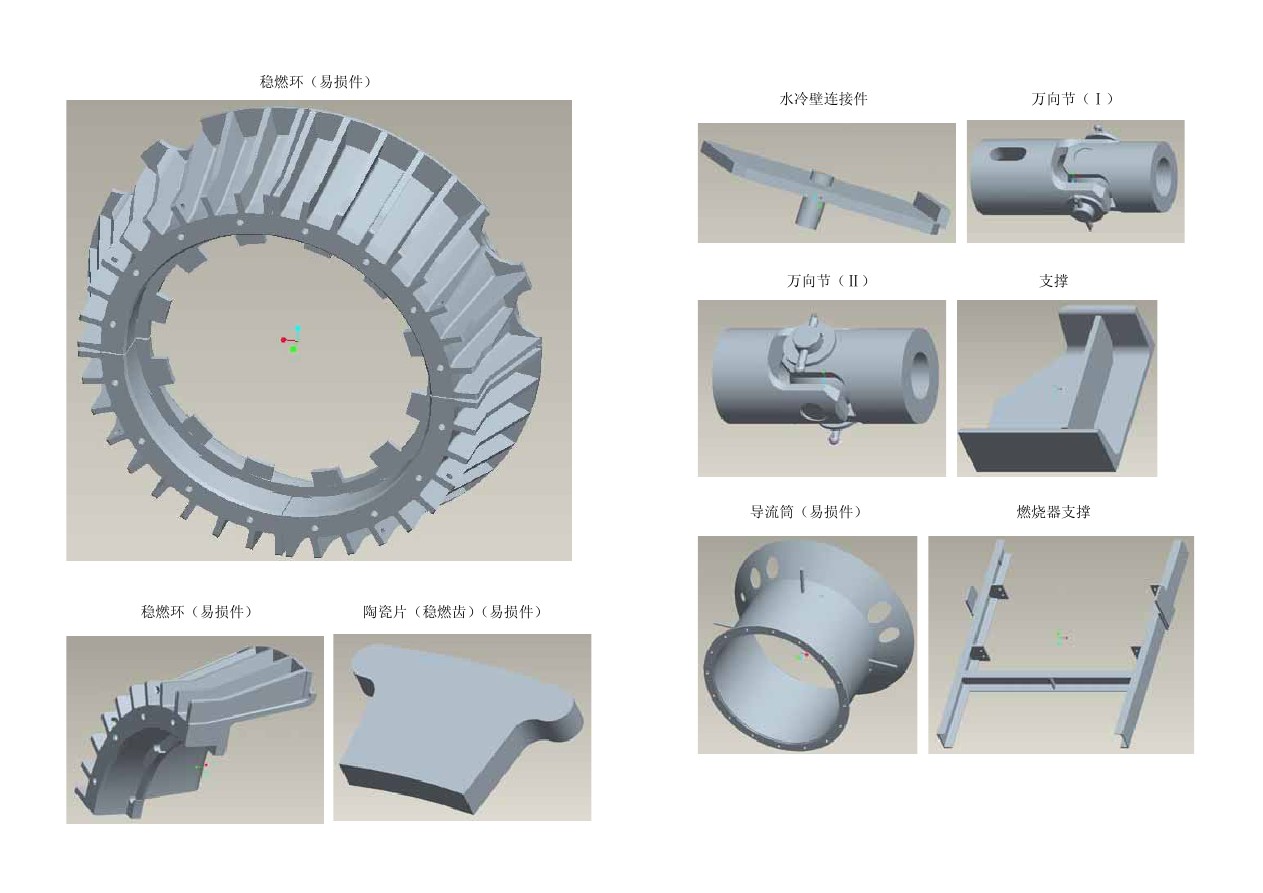 稳燃环（易损件）
稳燃环（易损件）
陶瓷片（稳燃齿）（易损件）
水冷壁连接件
万向节（Ⅰ）
万向节（Ⅱ）
支撑
导流筒（易损件）
燃烧器支撑